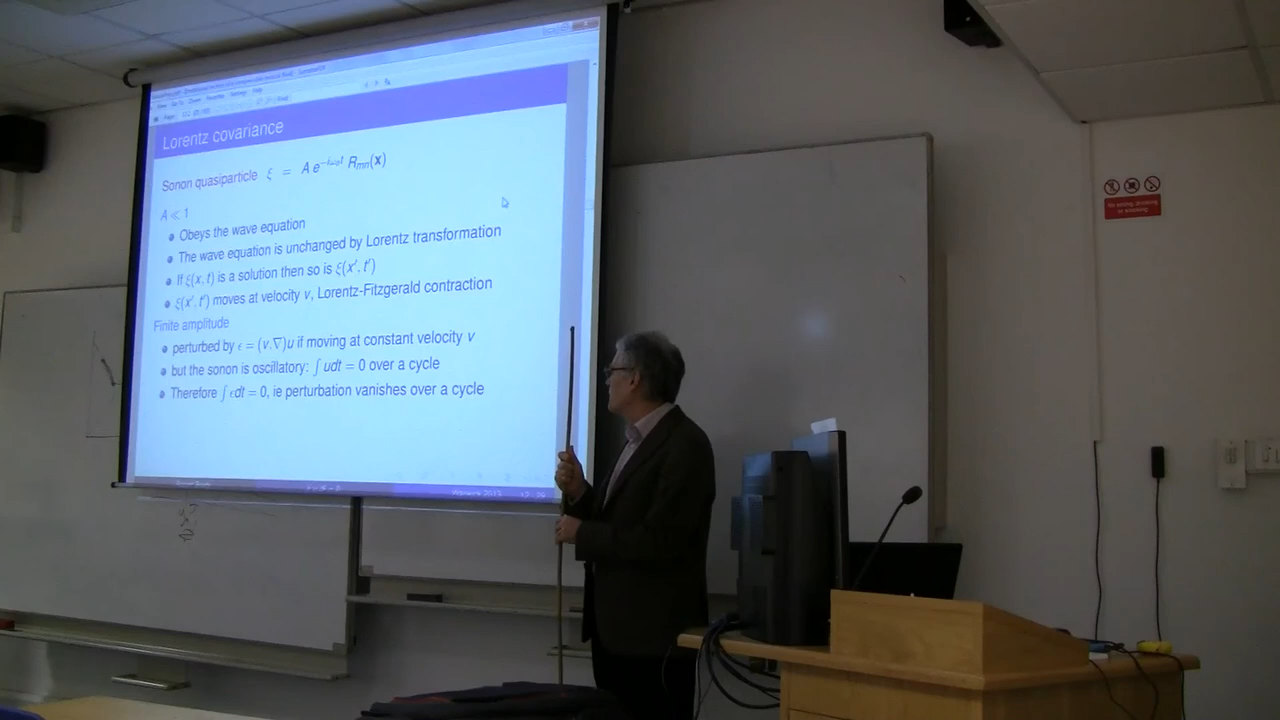 Lorentz covariance
Sonon quasiparticle ξ = A e^{-iω₀t} R_{mn}(x)
A ≪ 1
• Obeys the wave equation
• The wave equation is unchanged by Lorentz transformation
• If ξ(x, t) is a solution then so is ξ(x′, t′)
• ξ(x′, t′) moves at velocity v, Lorentz-Fitzgerald contraction
Finite amplitude
• perturbed by ϵ = (v.∇)u if moving at constant velocity v
• but the sonon is oscillatory: ∫ udt = 0 over a cycle
• Therefore ∫ ϵdt = 0, ie perturbation vanishes over a cycle